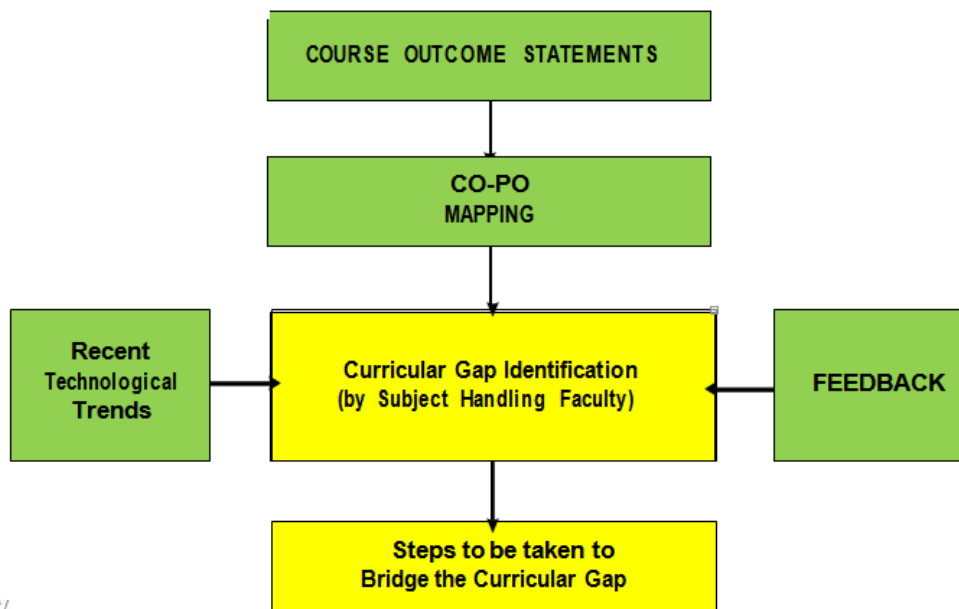 COURSE OUTCOME STATEMENTS
CO-PO
MAPPING
Recent
Technological
Trends
Curricular Gap Identification
(by Subject Handling Faculty)
FEEDBACK
Steps to be taken to
Bridge the Curricular Gap